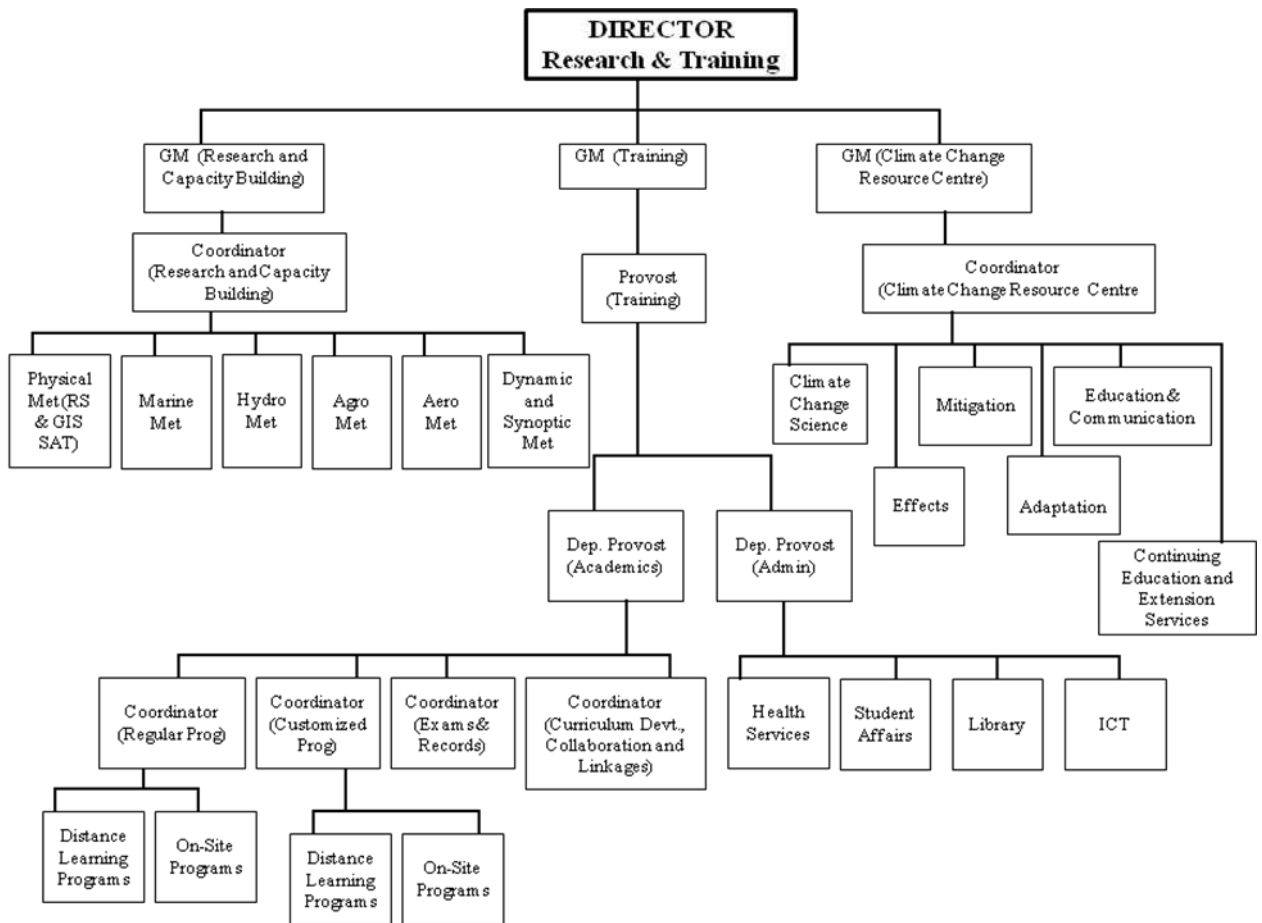 DIRECTOR
Research & Training
GM (Research and
Capacity Building)
GM (Training)
GM (Climate Change
Resource Centre)
Coordinator
(Research and Capacity
Building)
Provost
(Training)
Coordinator
(Climate Change Resource Centre
Physical
Met (RS
& GIS
SAT)
Marine
Met
Hydro
Met
Agro
Met
Aero
Met
Dynamic
and
Synoptic
Met
Climate
Change
Science
Effects
Mitigation
Adaptation
Education &
Communication
Continuing
Education and
Extension
Services
Dep. Provost
(Academics)
Dep. Provost
(Admin)
Coordinator
(Regular Prog)
Coordinator
(Customized
Prog)
Coordinator
(Exams &
Records)
Coordinator
(Curriculum Devt.,
Collaboration and
Linkages)
Health
Services
Student
Affairs
Library
ICT
Distance
Learning
Programs
On-Site
Programs
Distance
Learning
Programs
On-Site
Programs